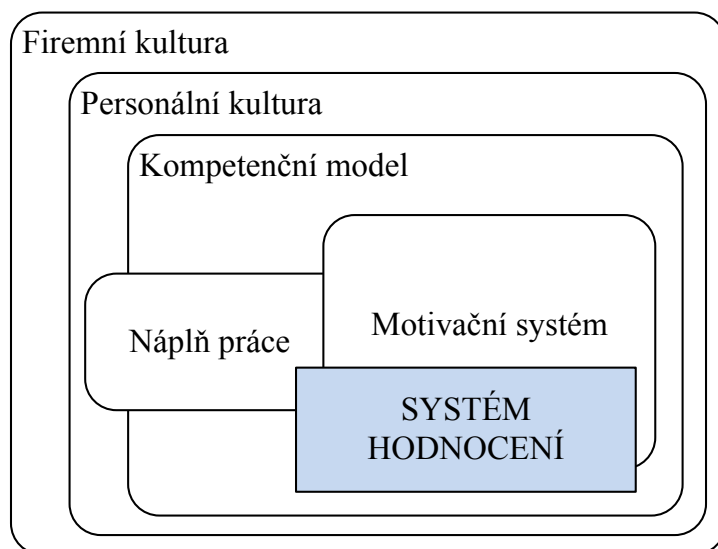 Firemní kultura
Personální kultura
Kompetenční model
Náplň práce
Motivační systém
SYSTÉM
HODNOCENÍ